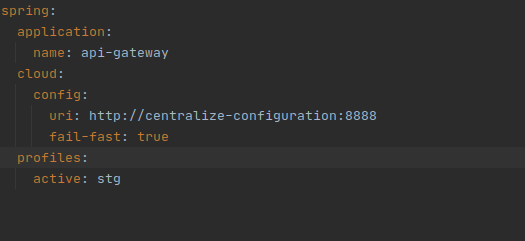 spring:
  application:
    name: api-gateway
  cloud:
    config:
      uri: http://centralize-configuration:8888
      fail-fast: true
  profiles:
    active: stg